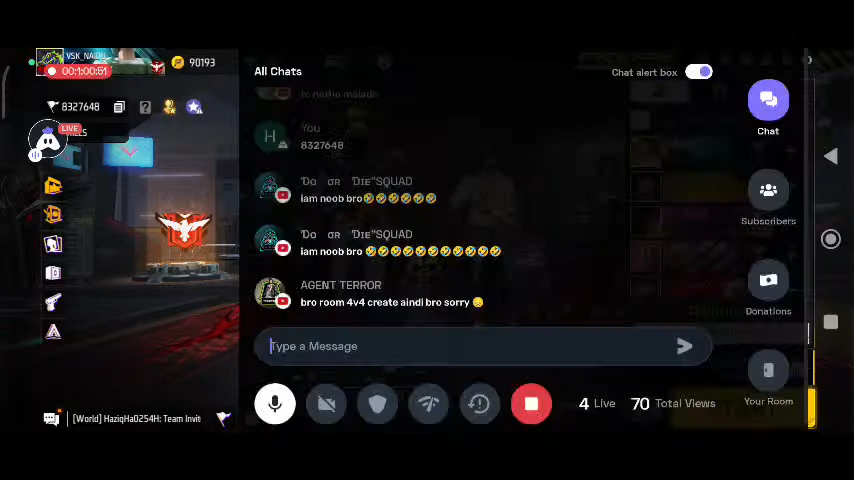 VSK_NAIDU
90193
00:1:00:51
8327648
LIVE
All Chats
Chat alert box
Chat
You
8327648
"Do ơʀ Dɪᴇ"SQUAD
iam noob bro🤣🤣🤣🤣🤣🤣
Subscribers
"Do ơʀ Dɪᴇ"SQUAD
iam noob bro 🤣🤣🤣🤣🤣🤣🤣🤣🤣🤣🤣
AGENT TERROR
bro room 4v4 create aindi bro sorry 😞
Donations
Type a Message
4 Live 70 Total Views
Your Room
[World] HaziqHa0254H: Team Invit